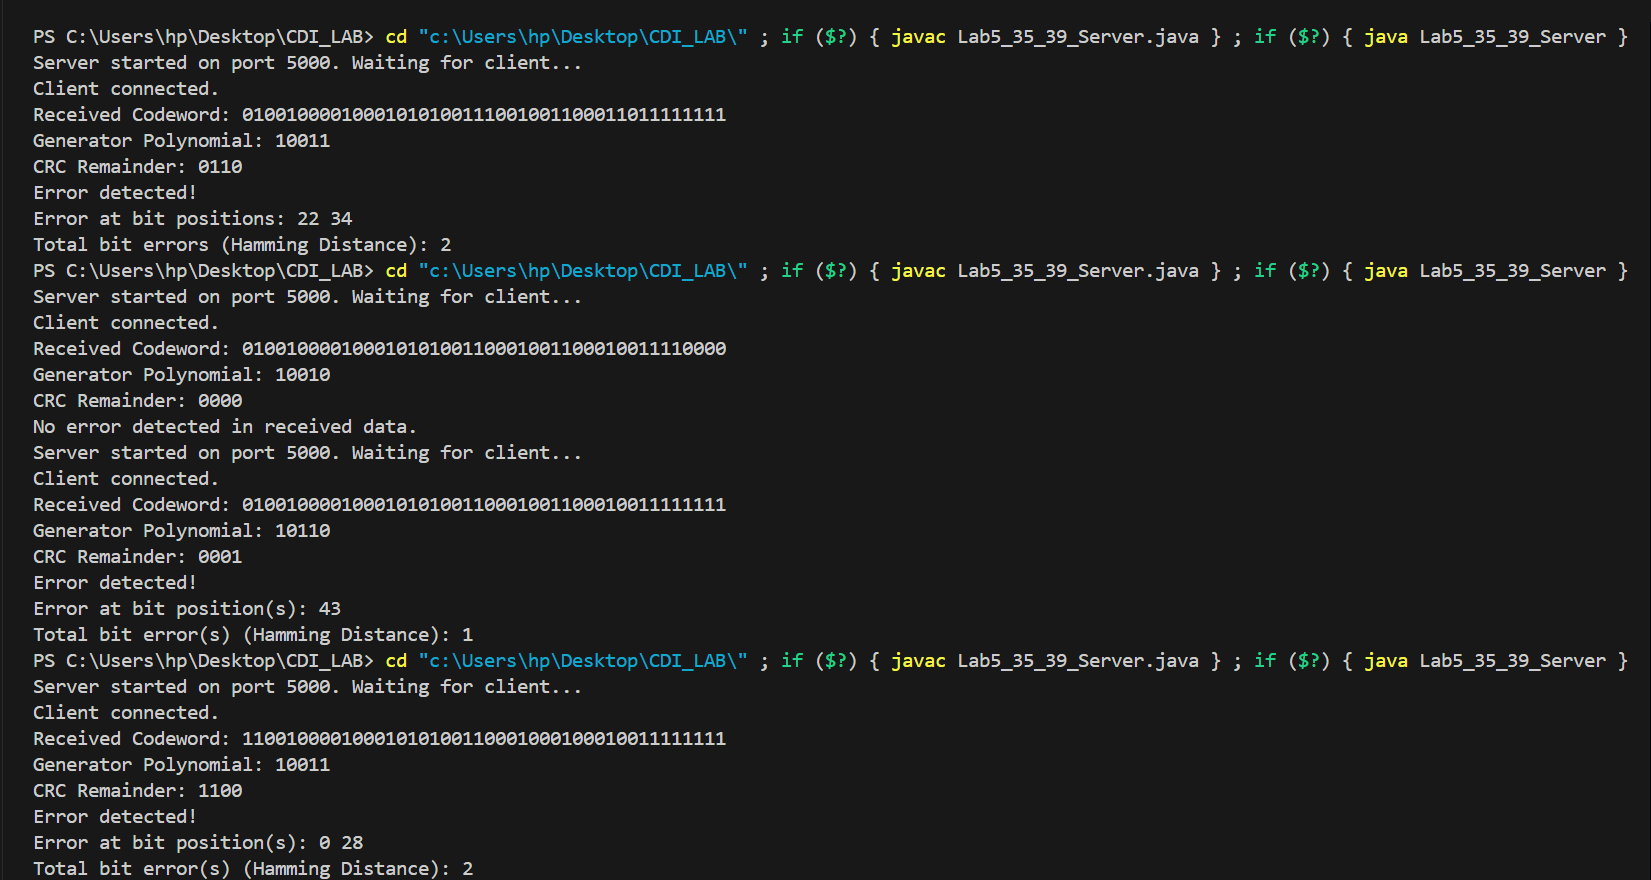 PS C:\Users\hp\Desktop\CDI_LAB> cd "c:\Users\hp\Desktop\CDI_LAB\" ; if ($?) { javac Lab5_35_39_Server.java } ; if ($?) { java Lab5_35_39_Server }
Server started on port 5000. Waiting for client...
Client connected.
Received Codeword: 01001000010001010100111001001100011011111111
Generator Polynomial: 10011
CRC Remainder: 0110
Error detected!
Error at bit positions: 22 34
Total bit errors (Hamming Distance): 2
PS C:\Users\hp\Desktop\CDI_LAB> cd "c:\Users\hp\Desktop\CDI_LAB\" ; if ($?) { javac Lab5_35_39_Server.java } ; if ($?) { java Lab5_35_39_Server }
Server started on port 5000. Waiting for client...
Client connected.
Received Codeword: 01001000010001010100110001001100010011110000
Generator Polynomial: 10010
CRC Remainder: 0000
No error detected in received data.
Server started on port 5000. Waiting for client...
Client connected.
Received Codeword: 01001000010001010100110001001100010011111111
Generator Polynomial: 10110
CRC Remainder: 0001
Error detected!
Error at bit position(s): 43
Total bit error(s) (Hamming Distance): 1
PS C:\Users\hp\Desktop\CDI_LAB> cd "c:\Users\hp\Desktop\CDI_LAB\" ; if ($?) { javac Lab5_35_39_Server.java } ; if ($?) { java Lab5_35_39_Server }
Server started on port 5000. Waiting for client...
Client connected.
Received Codeword: 11001000010001010100110001000100010011111111
Generator Polynomial: 10011
CRC Remainder: 1100
Error detected!
Error at bit position(s): 0 28
Total bit error(s) (Hamming Distance): 2